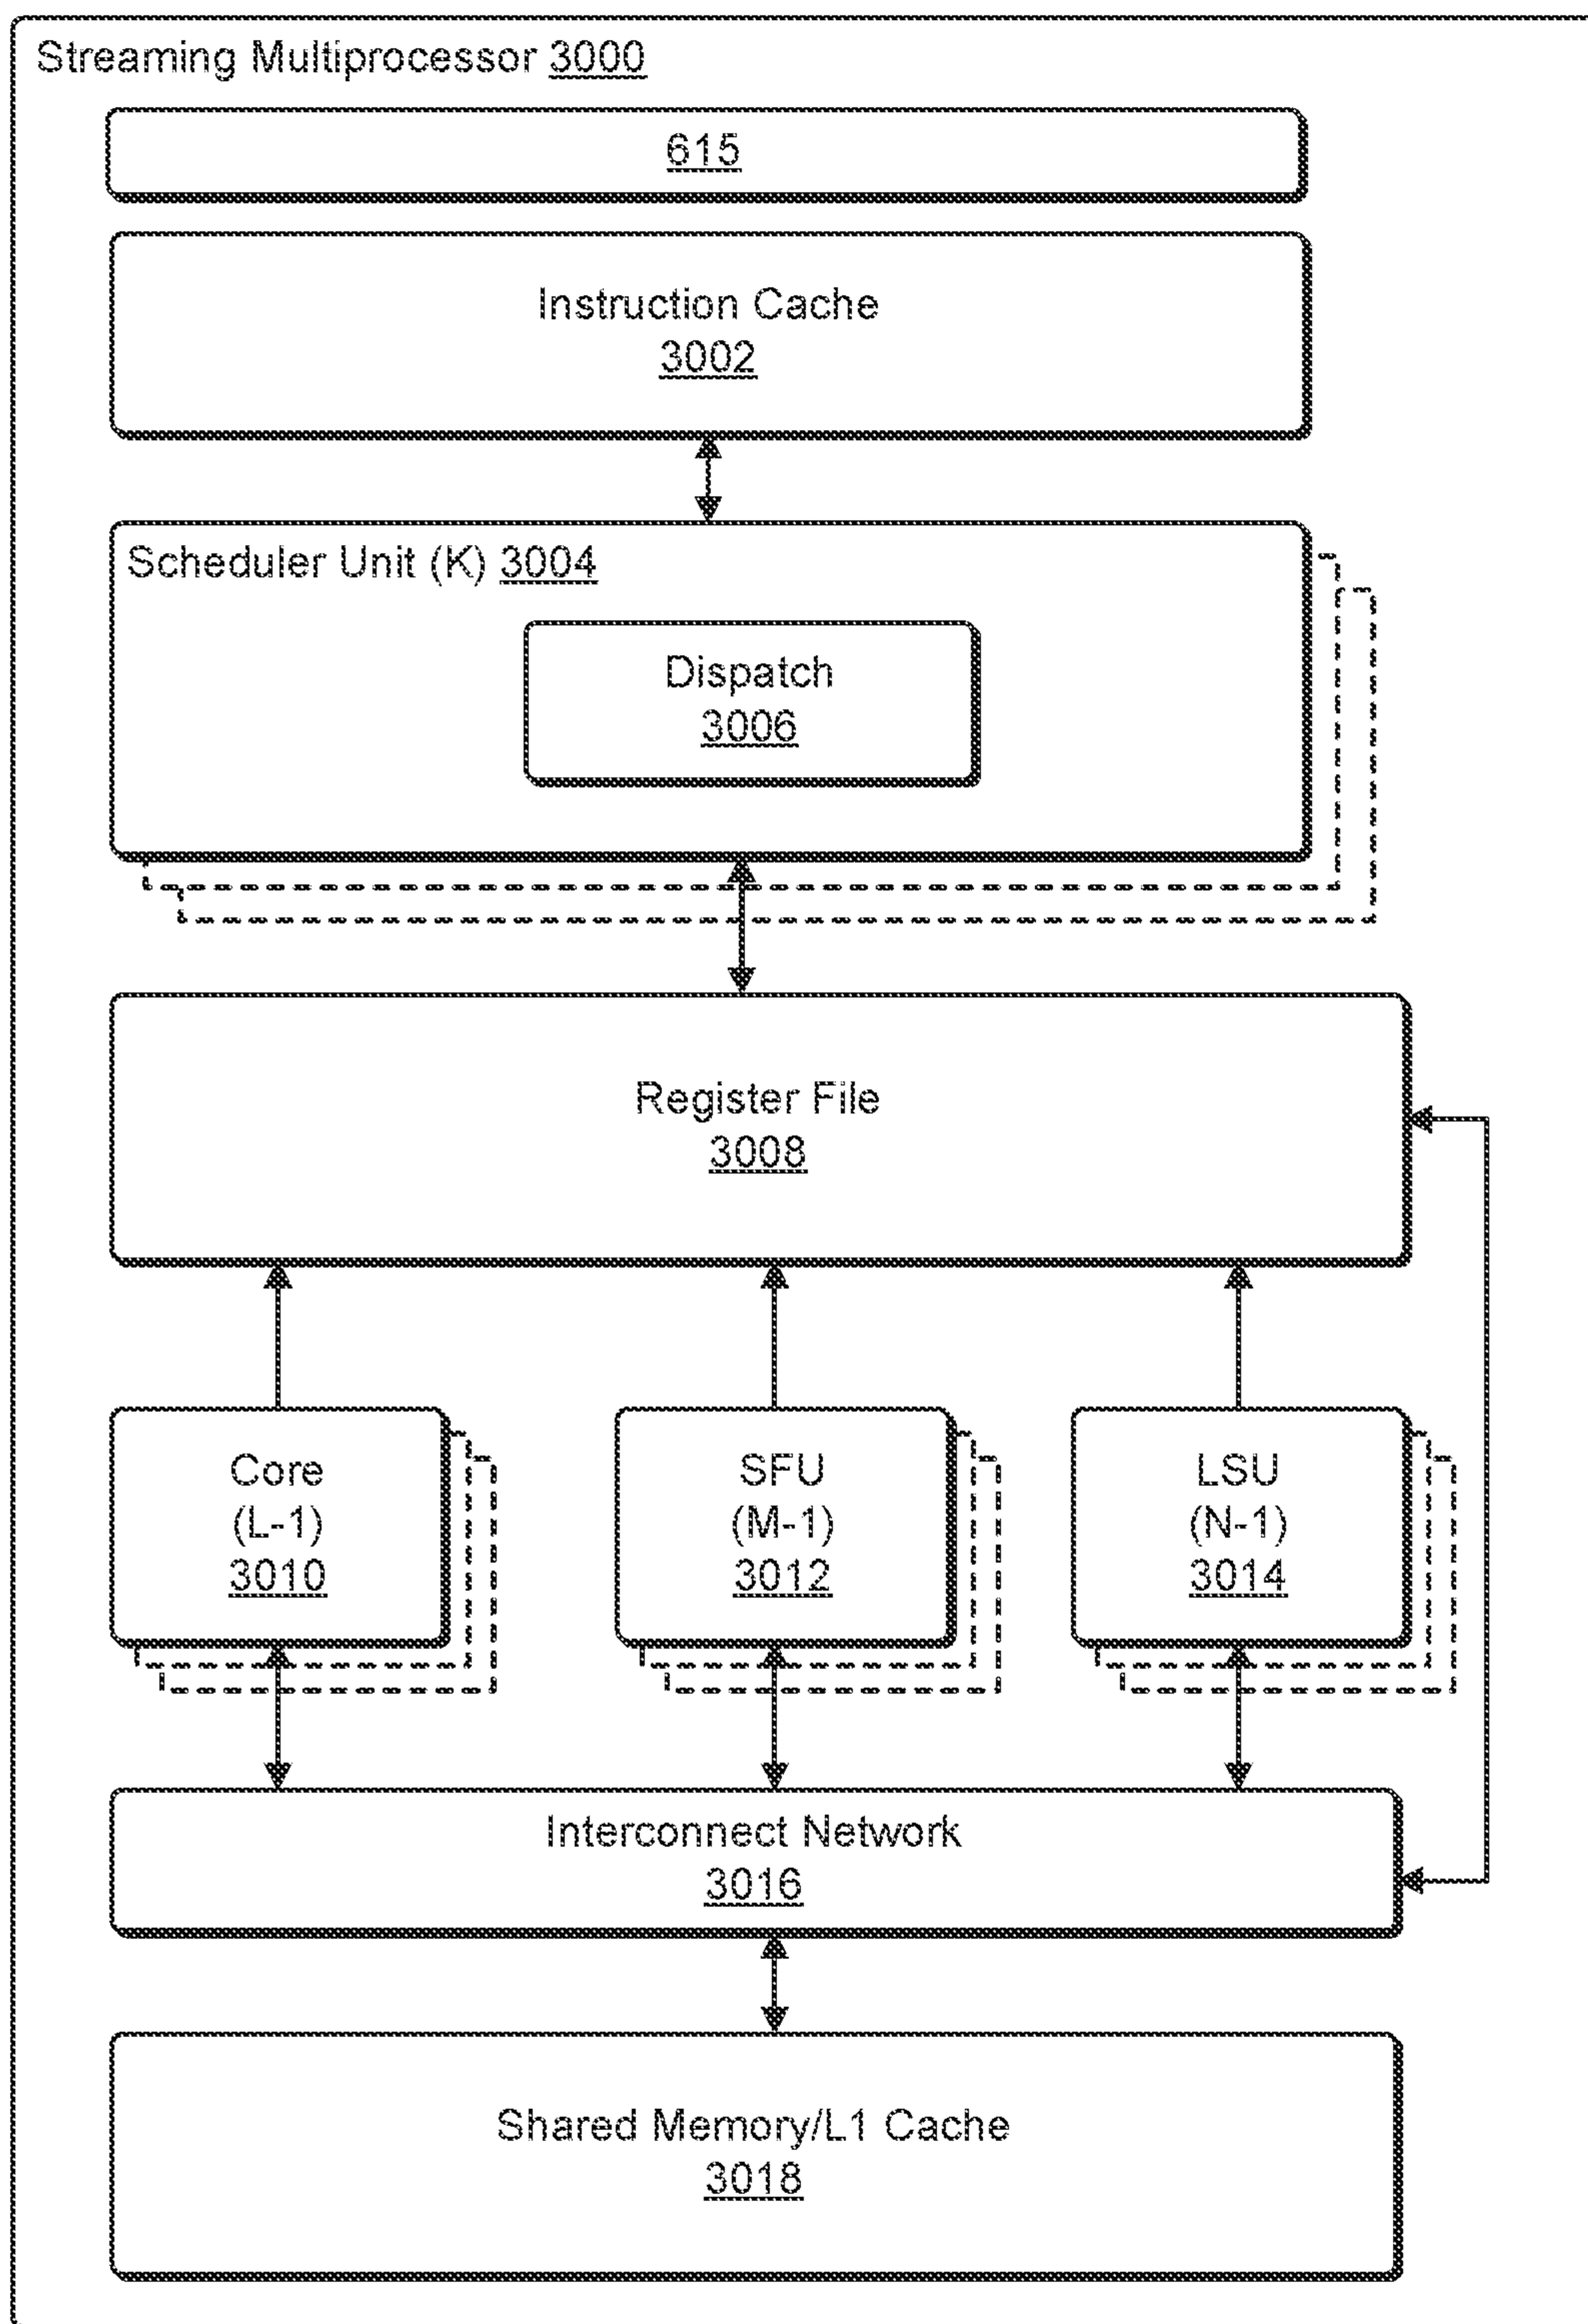 Streaming Multiprocessor 3000
615
Instruction Cache
3002
Scheduler Unit (K) 3004
Dispatch
3006
Register File
3008
Core
(L-1)
3010
SFU
(M-1)
3012
LSU
(N-1)
3014
Interconnect Network
3016
Shared Memory/L1 Cache
3018